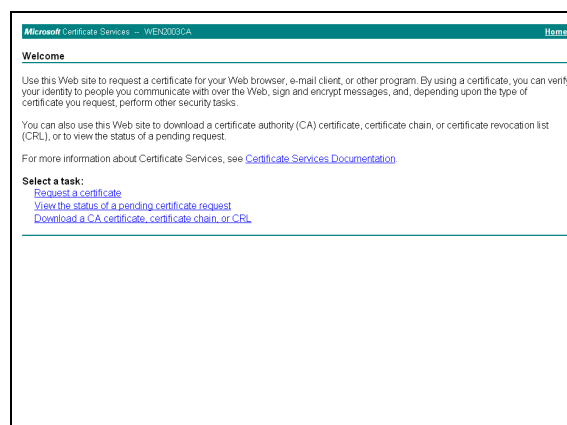 Microsoft Certificate Services -- WEN2003CA Home
Welcome
Use this Web site to request a certificate for your Web browser, e-mail client, or other program. By using a certificate, you can verify
your identity to people you communicate with over the Web, sign and encrypt messages, and, depending upon the type of
certificate you request, perform other security tasks.
You can also use this Web site to download a certificate authority (CA) certificate, certificate chain, or certificate revocation list
(CRL), or to view the status of a pending request.
For more information about Certificate Services, see Certificate Services Documentation.
Select a task:
Request a certificate
View the status of a pending certificate request
Download a CA certificate, certificate chain, or CRL